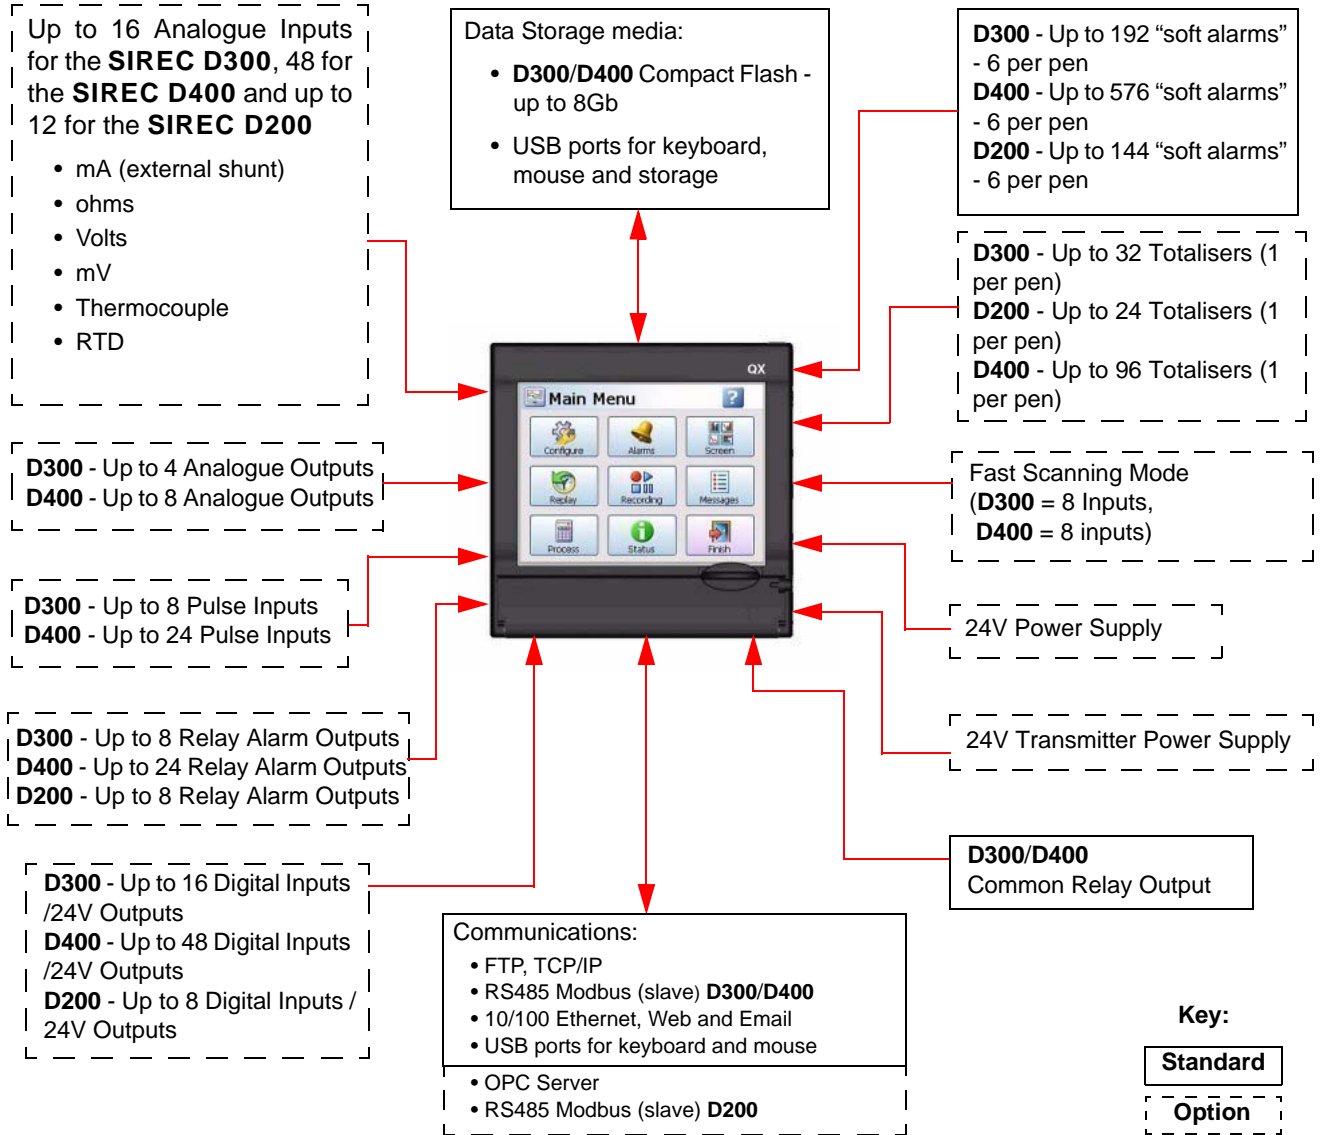 Up to 16 Analogue Inputs
for the SIREC D300, 48 for
the SIREC D400 and up to
12 for the SIREC D200
• mA (external shunt)
• ohms
• Volts
• mV
• Thermocouple
• RTD
Data Storage media:
• D300/D400 Compact Flash -
up to 8Gb
• USB ports for keyboard,
mouse and storage
D300 - Up to 192 “soft alarms”
- 6 per pen
D400 - Up to 576 “soft alarms”
- 6 per pen
D200 - Up to 144 “soft alarms”
- 6 per pen
D300 - Up to 32 Totalisers (1
per pen)
D200 - Up to 24 Totalisers (1
per pen)
D400 - Up to 96 Totalisers (1
per pen)
QX
Main Menu
?
Configure
Alarms
Screen
Replay
Recording
Messages
Process
Status
Finish
D300 - Up to 4 Analogue Outputs
D400 - Up to 8 Analogue Outputs
Fast Scanning Mode
(D300 = 8 Inputs,
D400 = 8 inputs)
D300 - Up to 8 Pulse Inputs
D400 - Up to 24 Pulse Inputs
24V Power Supply
D300 - Up to 8 Relay Alarm Outputs
D400 - Up to 24 Relay Alarm Outputs
D200 - Up to 8 Relay Alarm Outputs
24V Transmitter Power Supply
D300 - Up to 16 Digital Inputs
/24V Outputs
D400 - Up to 48 Digital Inputs
/24V Outputs
D200 - Up to 8 Digital Inputs /
24V Outputs
D300/D400
Common Relay Output
Communications:
• FTP, TCP/IP
• RS485 Modbus (slave) D300/D400
• 10/100 Ethernet, Web and Email
• USB ports for keyboard and mouse
• OPC Server
• RS485 Modbus (slave) D200
Key:
Standard
Option